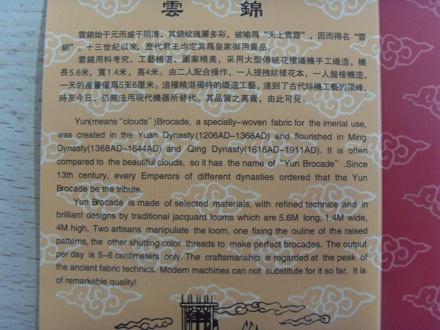 雲錦
雲錦始于元而盛于明清，其錦紋瑰麗多彩，被喻爲“天上雲霞”，因而得名“雲
錦”。十三世紀以來，歷代君王均定其爲皇家御用貢品。
雲錦用料考究、工藝精湛、圖案精美，采用大型傳統花樓織機手工織造，機
長5.6米，寬1.4米，高4米。由二人配合操作，一人提拽紋樣花本，一人盤梭織造，
一天的産量僅爲5至6厘米。這種精湛獨特的織造工藝，達到了古代絲織工藝的頂峰，
時至今日，仍無法用現代機器所替代。其品質之高貴，由此可見。
Yun(means "clouds")Brocade, a specially-woven fabric for the imerial use,
was created in the Yuan Dynasty(1206AD-1368AD) and flourished in Ming
Dynasty(1368AD-1644AD) and Qing Dynasty(1616AD-1911AD). It is often
compared to the beautiful clouds, so it has the name of "Yun Brocade" .Since
13th century, every Emperors of different dynasties ordered that the Yun
Brocade be the tribute.
Yun Brocade is made of selected materials, with refined technice and in
brilliant designs by traditional jacquard looms which are 5.6M long, 1.4M wide,
4M high, Two artisans manipulate the loom, one fixing the ouline of the raised
patterns, the other shutting color threads to make perfect brocades. The output
per day is 5-6 centimeters only. The craftsmanship is regarded at the peak of
the ancient fabric technics. Modern machines can not substitute for it so far, It is
of remarkable quality!